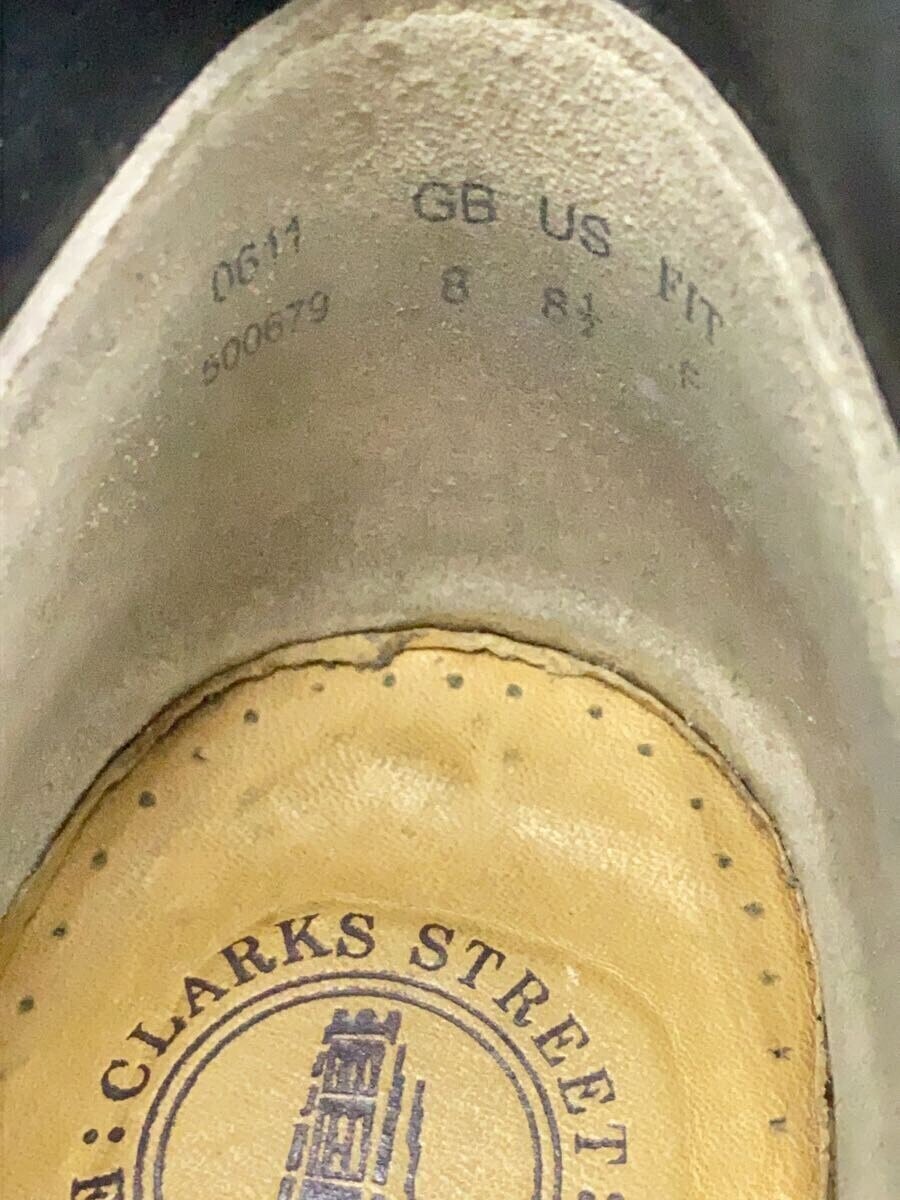 0611 GB US FIT
500679 8 8½
:CLARKS STREET: